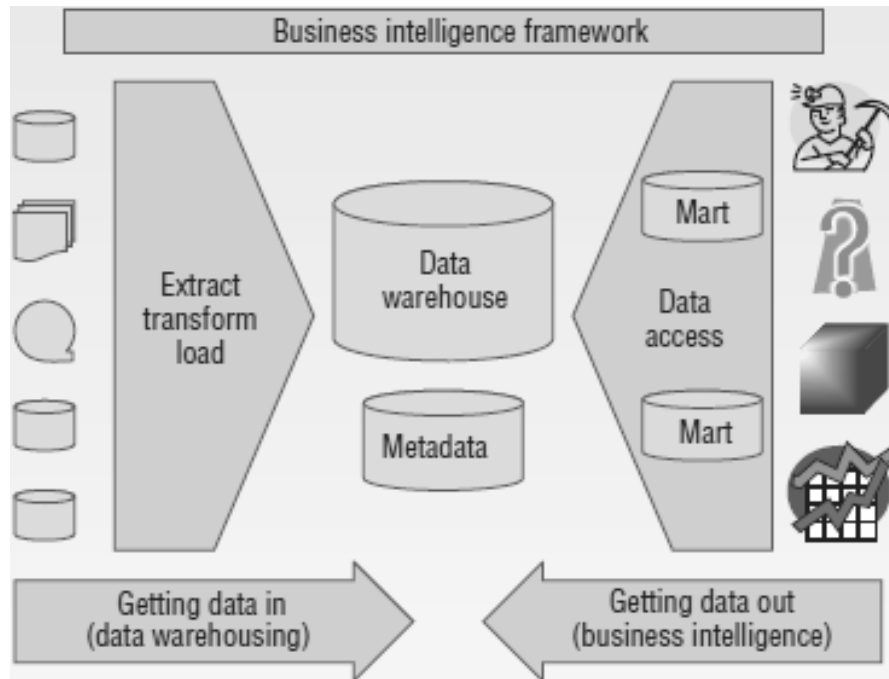 Business intelligence framework
Extract
transform
load
Data
warehouse
Metadata
Mart
Data
access
Mart
Getting data in
(data warehousing)
Getting data out
(business intelligence)